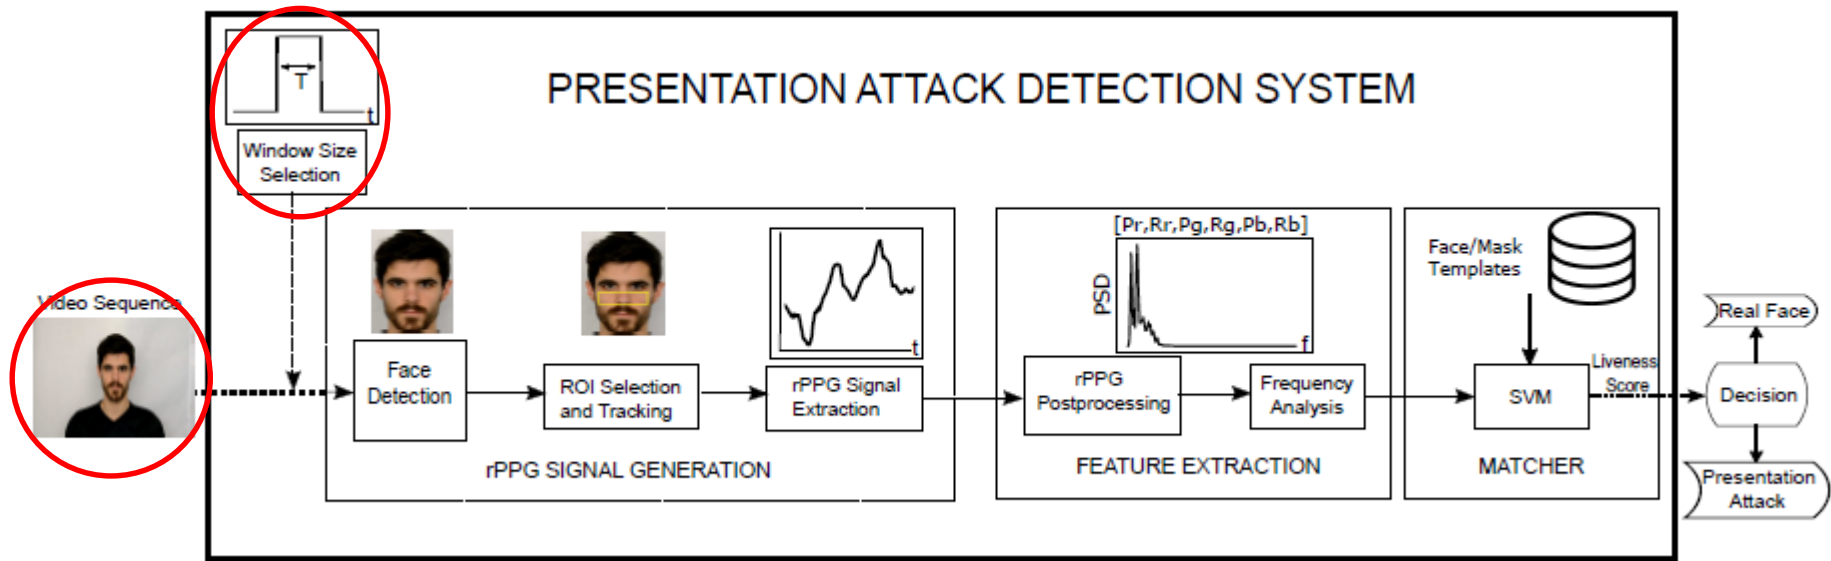 PRESENTATION ATTACK DETECTION SYSTEM
T
t
Window Size
Selection
Video Sequence
Face
Detection
ROI Selection
and Tracking
t
rPPG Signal
Extraction
rPPG SIGNAL GENERATION
[Pr,Rr,Pg,Rg,Pb,Rb]
PSD
f
rPPG
Postprocessing
Frequency
Analysis
FEATURE EXTRACTION
Face/Mask
Templates
SVM
MATCHER
Liveness
Score
Real Face
Decision
Presentation
Attack